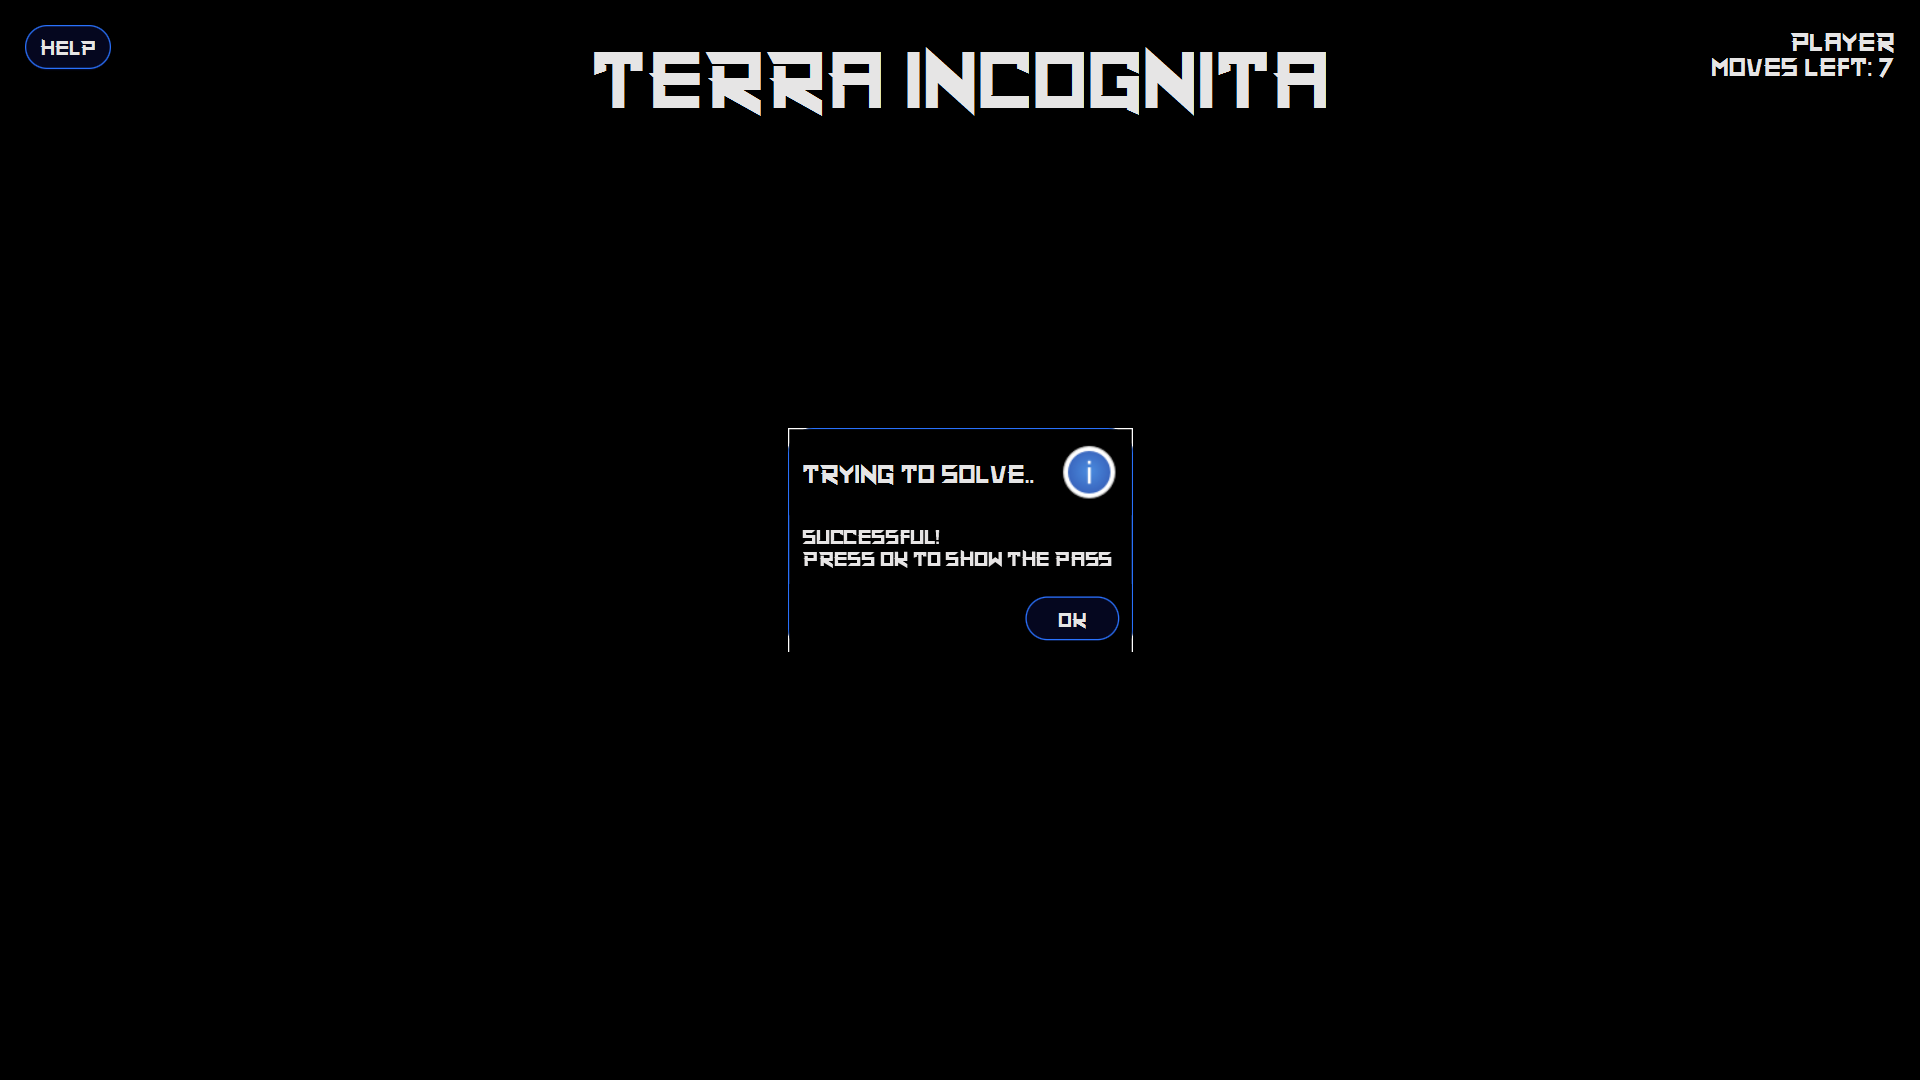 HELP
TERRA INCOGNITA
PLAYER
MOVES LEFT: 7
TRYING TO SOLVE..
i
SUCCESSFUL!
PRESS OK TO SHOW THE PASS
OK